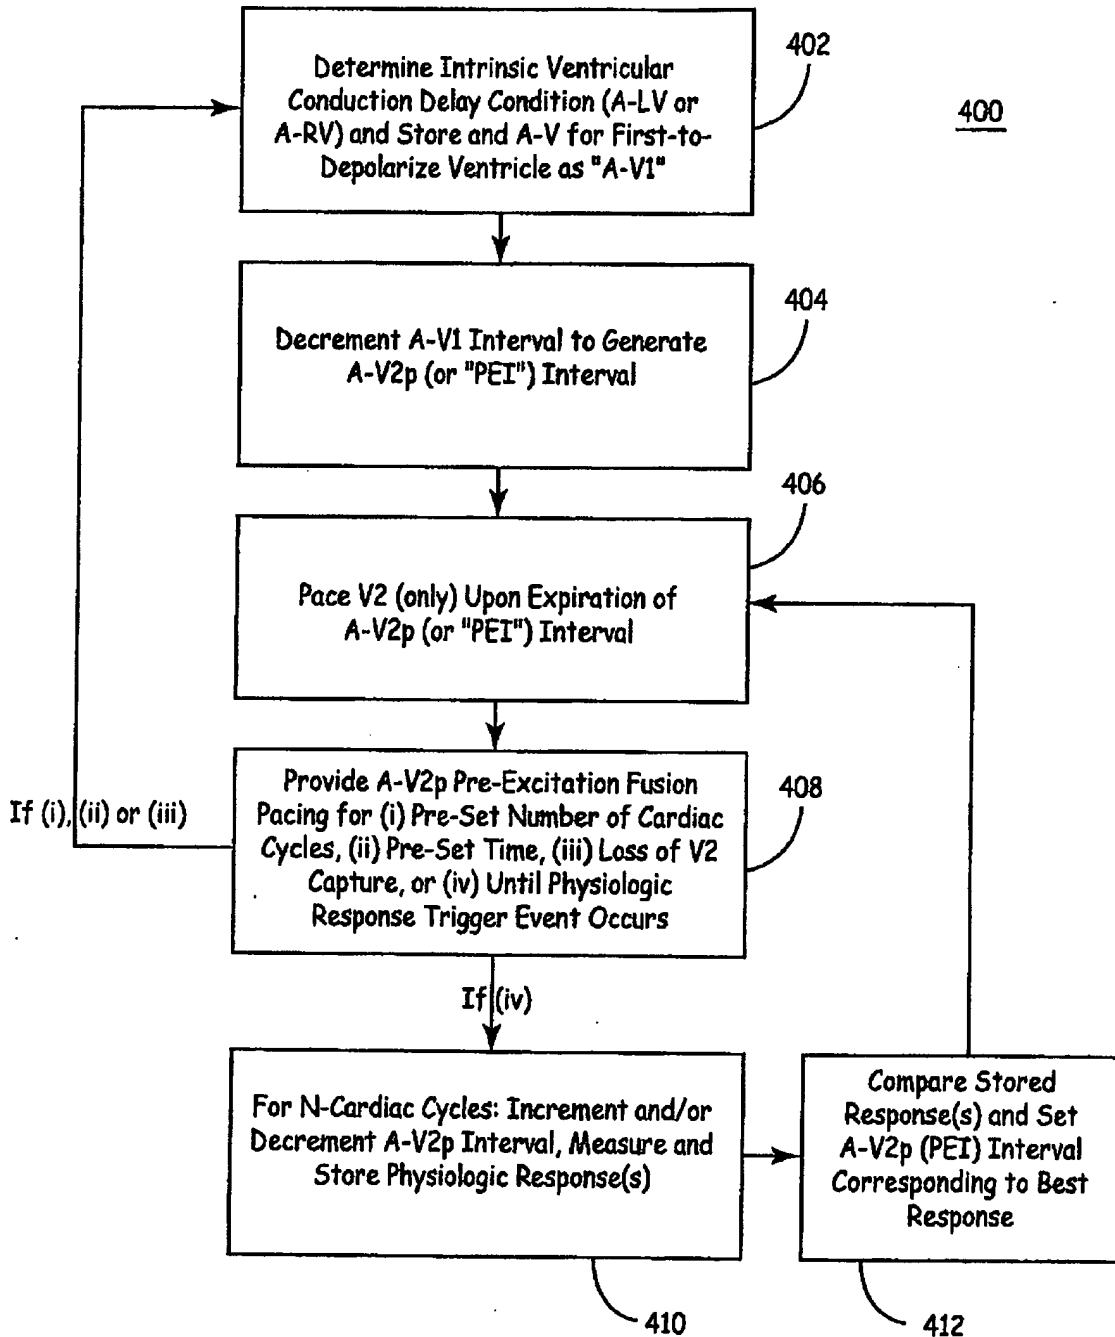 402
Determine Intrinsic Ventricular
Conduction Delay Condition (A-LV or
A-RV) and Store and A-V for First-to-
Depolarize Ventricle as "A-V1"
400
404
Decrement A-V1 Interval to Generate
A-V2p (or "PEI") Interval
406
Pace V2 (only) Upon Expiration of
A-V2p (or "PEI") Interval
408
Provide A-V2p Pre-Excitation Fusion
Pacing for (i) Pre-Set Number of Cardiac
Cycles, (ii) Pre-Set Time, (iii) Loss of V2
Capture, or (iv) Until Physiologic
Response Trigger Event Occurs
If (i), (ii) or (iii)
If (iv)
For N-Cardiac Cycles: Increment and/or
Decrement A-V2p Interval, Measure and
Store Physiologic Response(s)
410
Compare Stored
Response(s) and Set
A-V2p (PEI) Interval
Corresponding to Best
Response
412